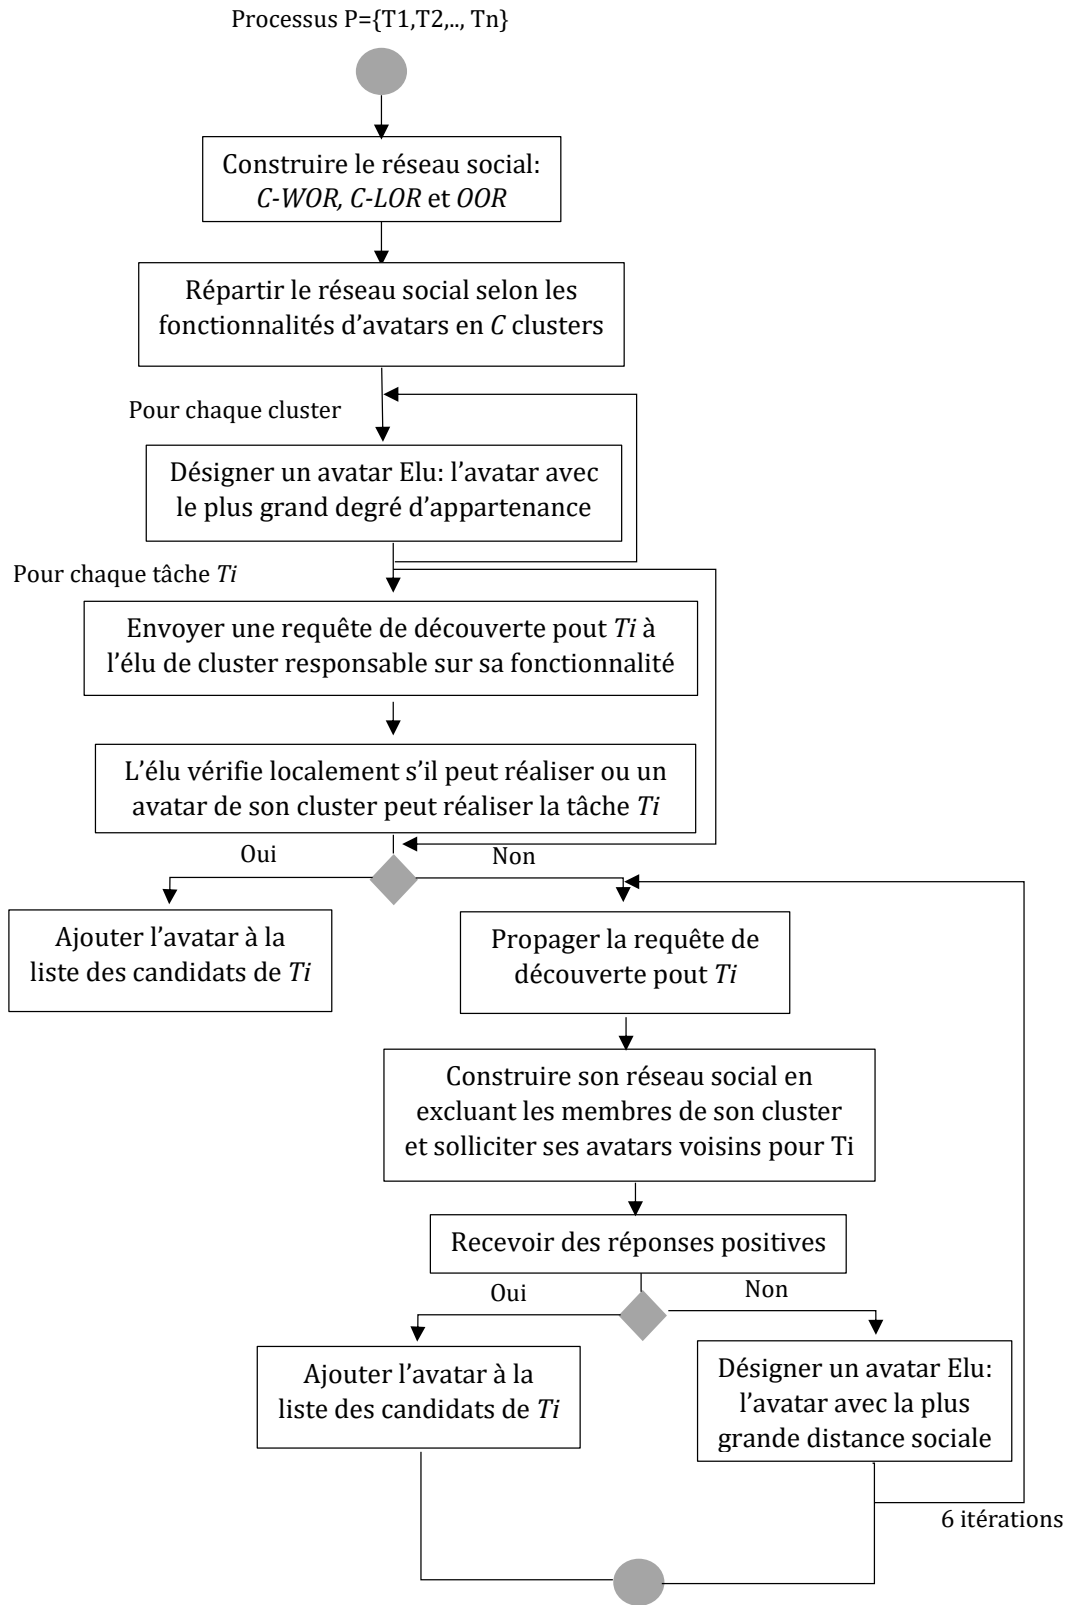 Processus P={T1,T2,.., Tn}
Construire le réseau social:
C-WOR, C-LOR et OOR
Répartir le réseau social selon les
fonctionnalités d’avatars en C clusters
Pour chaque cluster
Désigner un avatar Elu: l’avatar avec
le plus grand degré d’appartenance
Pour chaque tâche Ti
Envoyer une requête de découverte pout Ti à
l’élu de cluster responsable sur sa fonctionnalité
L’élu vérifie localement s’il peut réaliser ou un
avatar de son cluster peut réaliser la tâche Ti
Oui
Non
Ajouter l’avatar à la
liste des candidats de Ti
Propager la requête de
découverte pout Ti
Construire son réseau social en
excluant les membres de son cluster
et solliciter ses avatars voisins pour Ti
Recevoir des réponses positives
Oui
Non
Ajouter l’avatar à la
liste des candidats de Ti
Désigner un avatar Elu:
l’avatar avec la plus
grande distance sociale
6 itérations